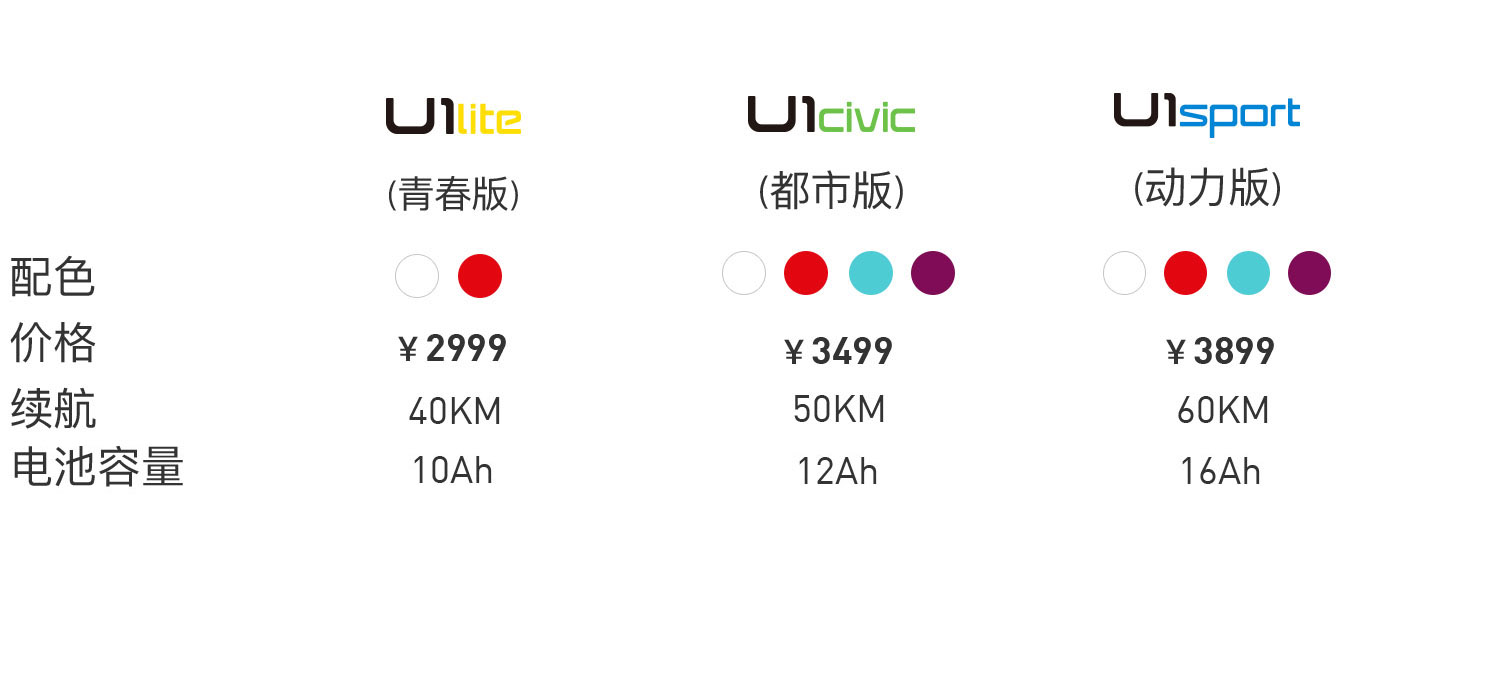 U1lite U1civic U1sport
(青春版) (都市版) (动力版)
配色
价格 ¥2999 ¥3499 ¥3899
续航 40KM 50KM 60KM
电池容量 10Ah 12Ah 16Ah